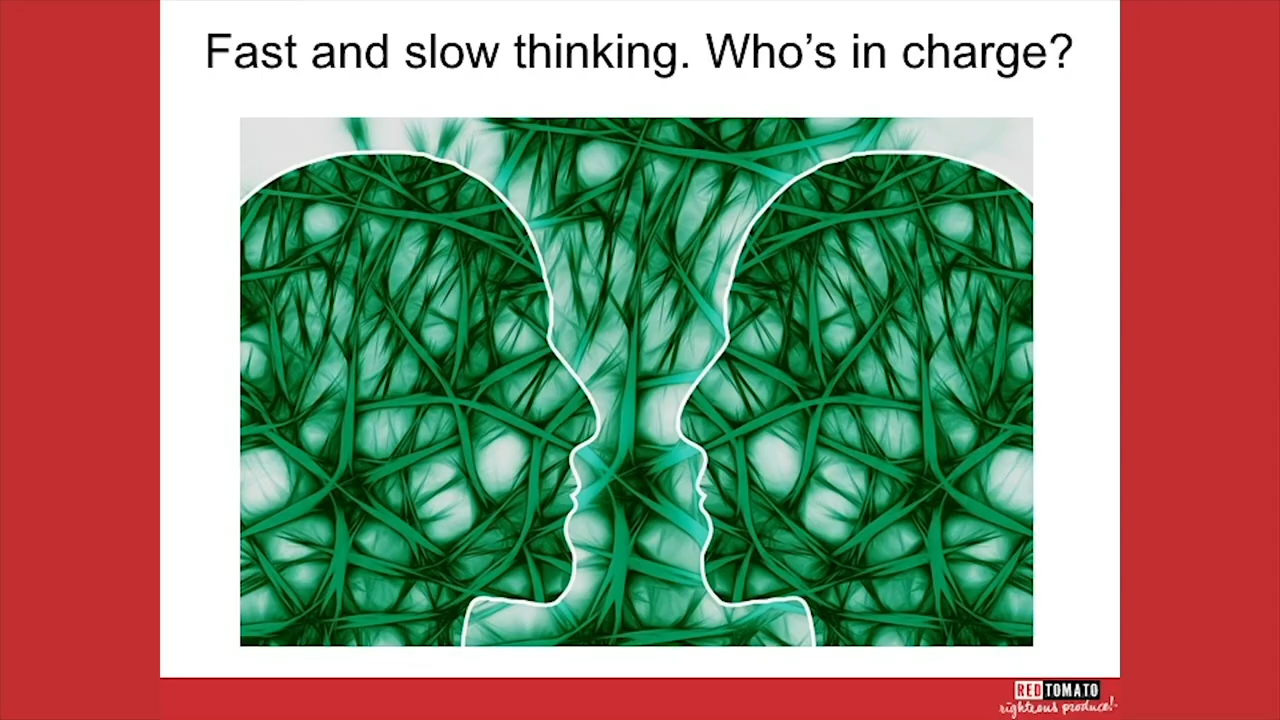 Fast and slow thinking. Who’s in charge?
RED TOMATO
righteous produce!